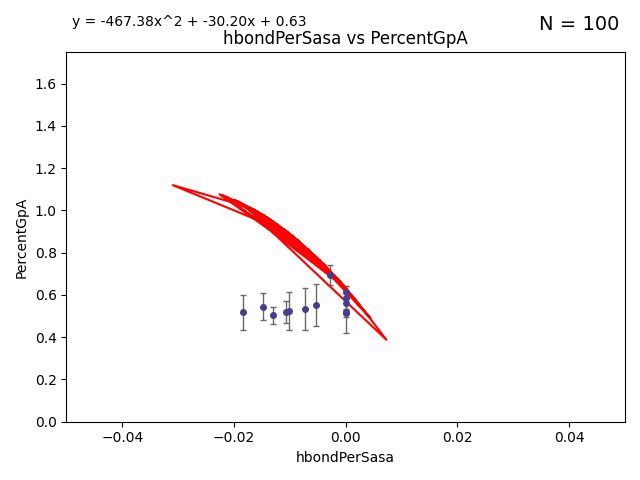 y = -467.38x^2 + -30.20x + 0.63
N = 100
hbondPerSasa vs PercentGpA
1.6
1.4
1.2
1.0
0.8
0.6
0.4
0.2
0.0
PercentGpA
−0.04 −0.02 0.00 0.02 0.04
hbondPerSasa